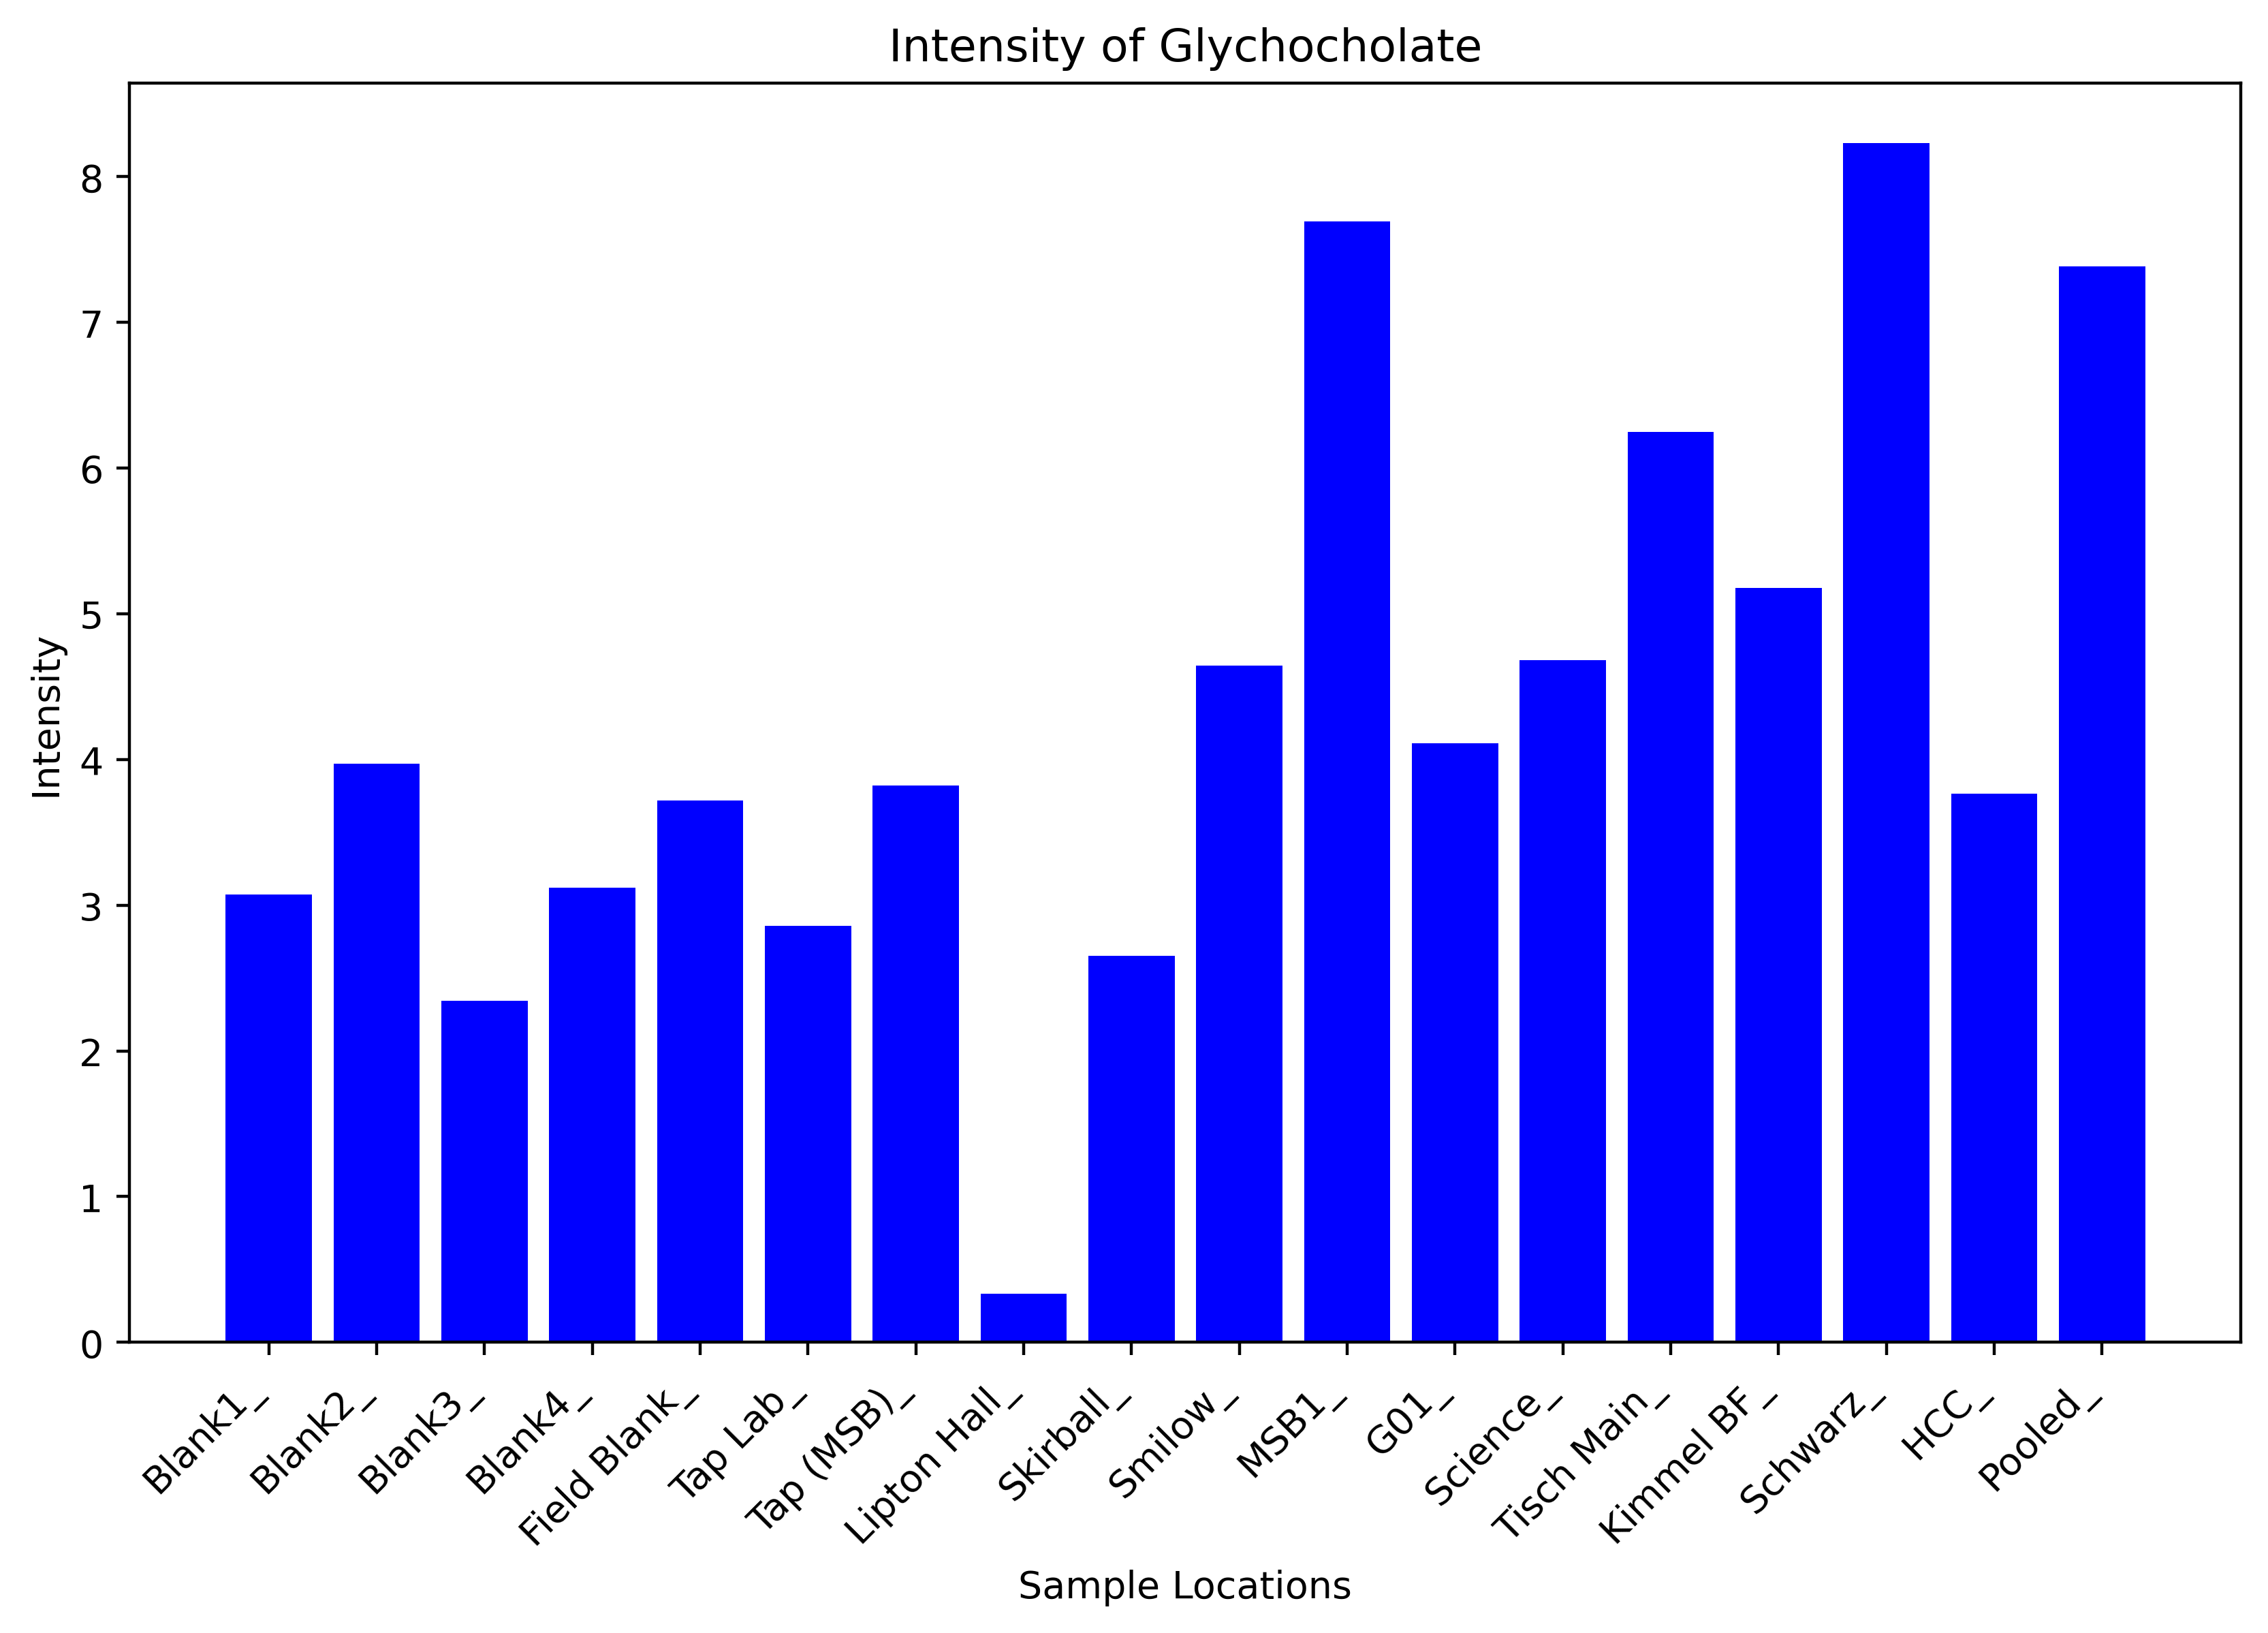 Intensity of Glychocholate
Intensity
8
7
6
5
4
3
2
1
0
Blank1_
Blank2_
Blank3_
Blank4_
Field Blank_
Tap Lab_
Tap (MSB)_
Lipton Hall_
Skirball_
Smilow_
MSB1_
G01_
Science_
Tisch Main_
Kimmel BF_
Schwarz_
HCC_
Pooled_
Sample Locations